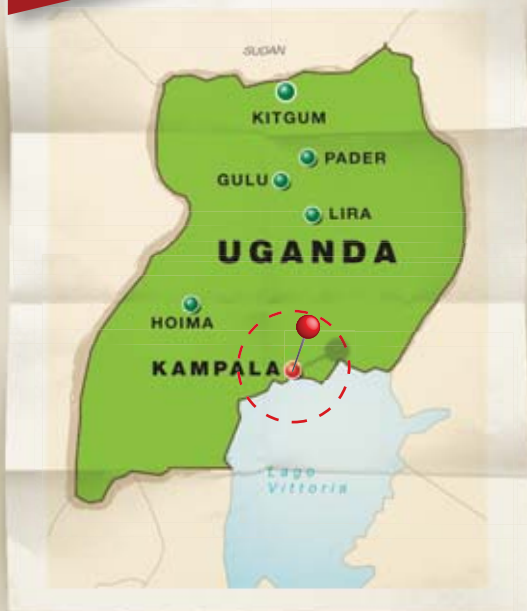 SUDAN
KITGUM
PADER
GULU
LIRA
UGANDA
HOIMA
KAMPALA
Lago
Vittoria